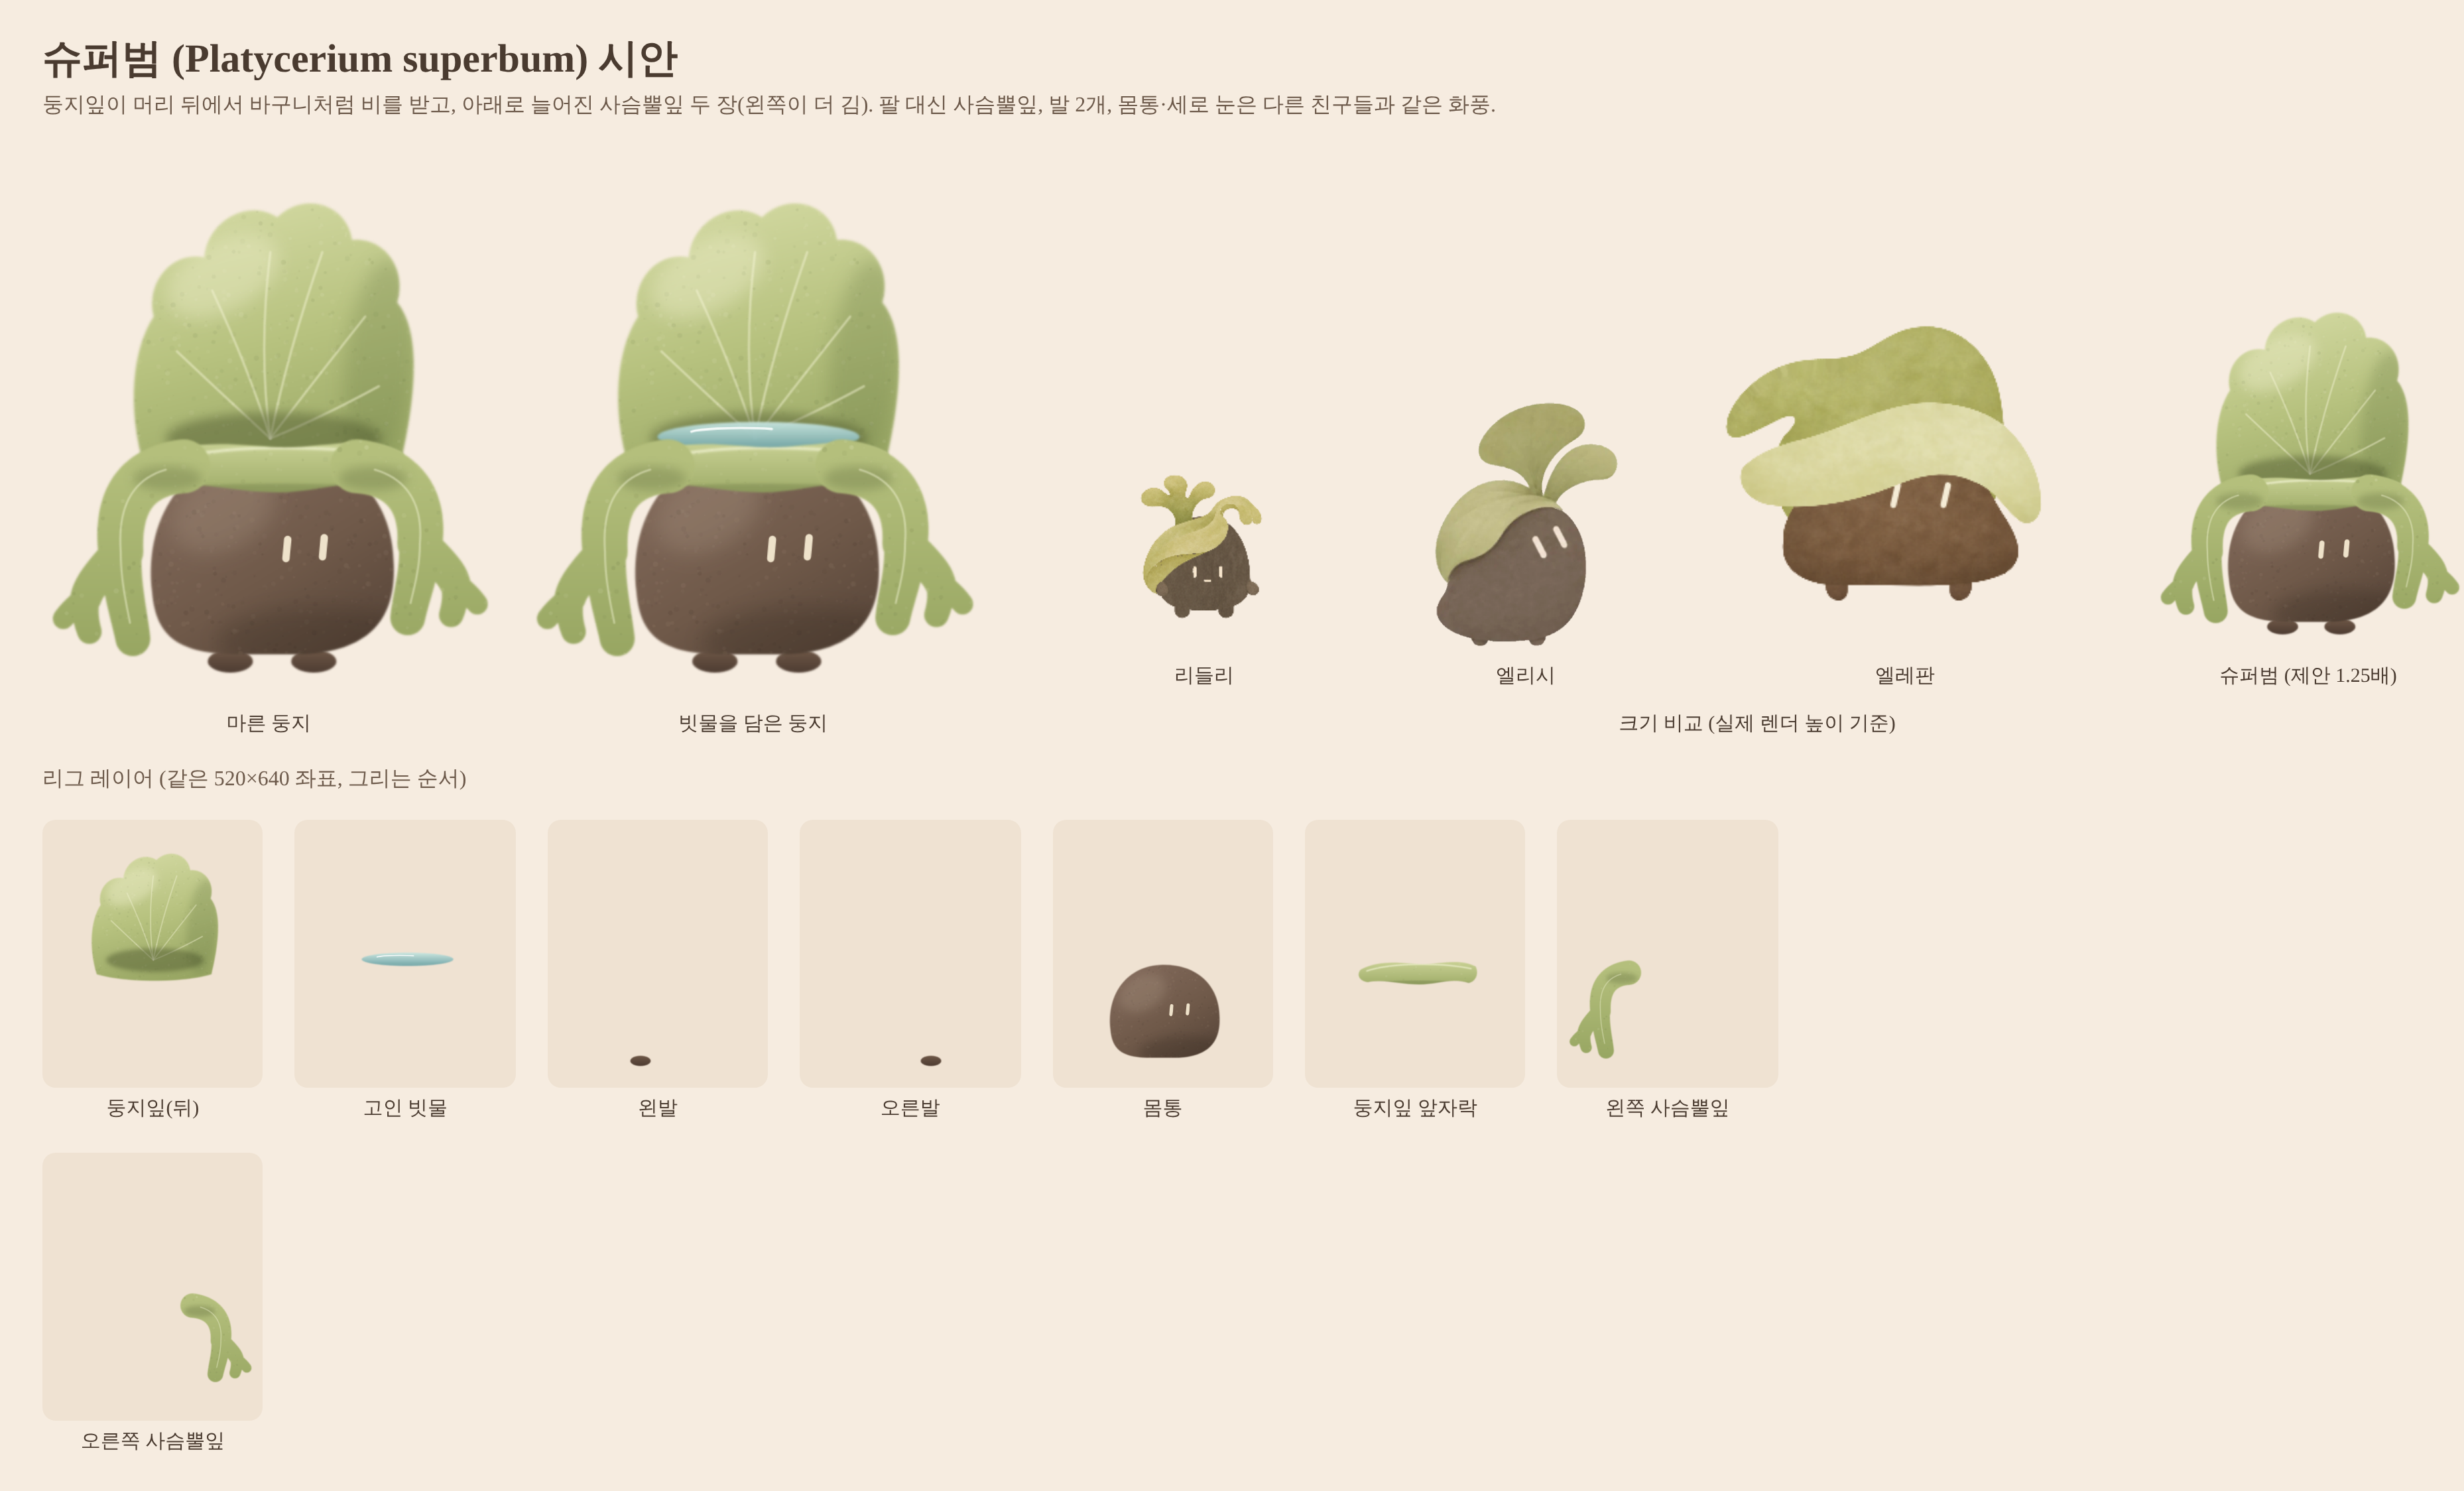 슈퍼범 (Platycerium superbum) 시안
둥지잎이 머리 뒤에서 바구니처럼 비를 받고, 아래로 늘어진 사슴뿔잎 두 장(왼쪽이 더 김). 팔 대신 사슴뿔잎, 발 2개, 몸통·세로 눈은 다른 친구들과 같은 화풍.
리들리
엘리시
엘레판
슈퍼범 (제안 1.25배)
마른 둥지
빗물을 담은 둥지
크기 비교 (실제 렌더 높이 기준)
리그 레이어 (같은 520×640 좌표, 그리는 순서)
둥지잎(뒤)
고인 빗물
왼발
오른발
몸통
둥지잎 앞자락
왼쪽 사슴뿔잎
오른쪽 사슴뿔잎